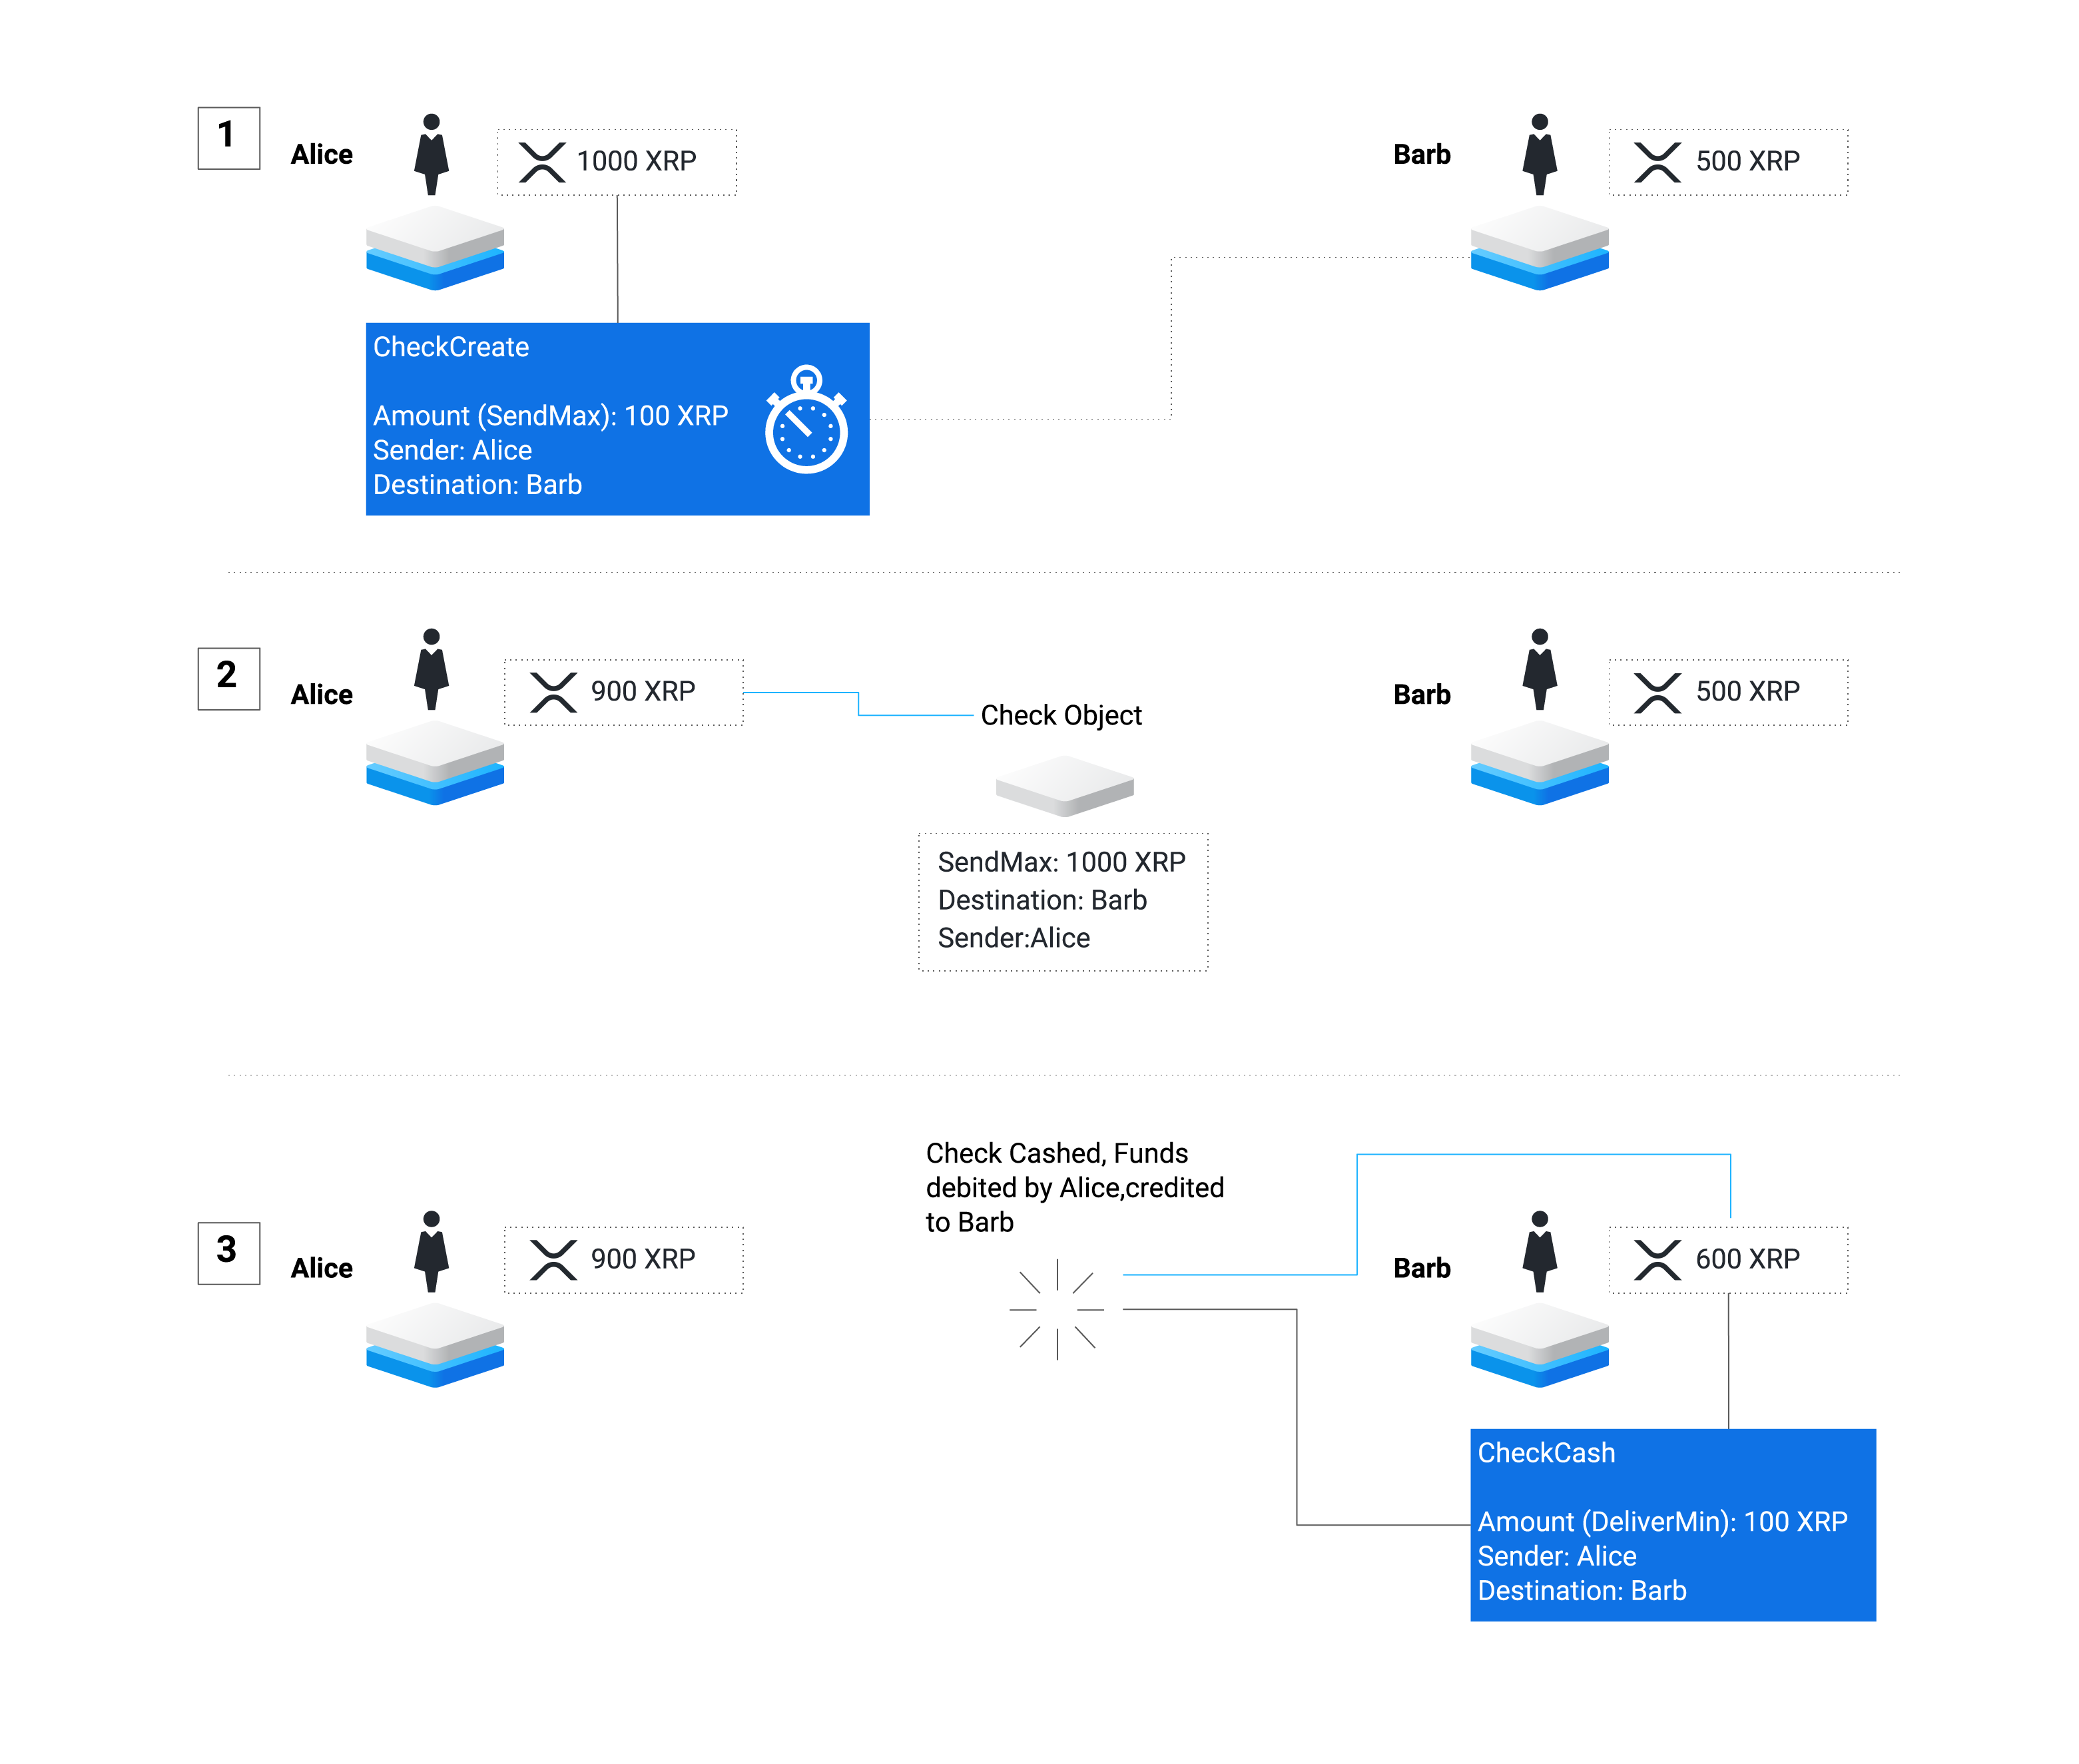 1
Alice
1000 XRP
Barb
500 XRP
CheckCreate
Amount (SendMax): 100 XRP
Sender: Alice
Destination: Barb
2
Alice
900 XRP
Check Object
SendMax: 1000 XRP
Destination: Barb
Sender:Alice
Barb
500 XRP
3
Alice
900 XRP
Check Cashed, Funds
debited by Alice,credited
to Barb
Barb
600 XRP
CheckCash
Amount (DeliverMin): 100 XRP
Sender: Alice
Destination: Barb